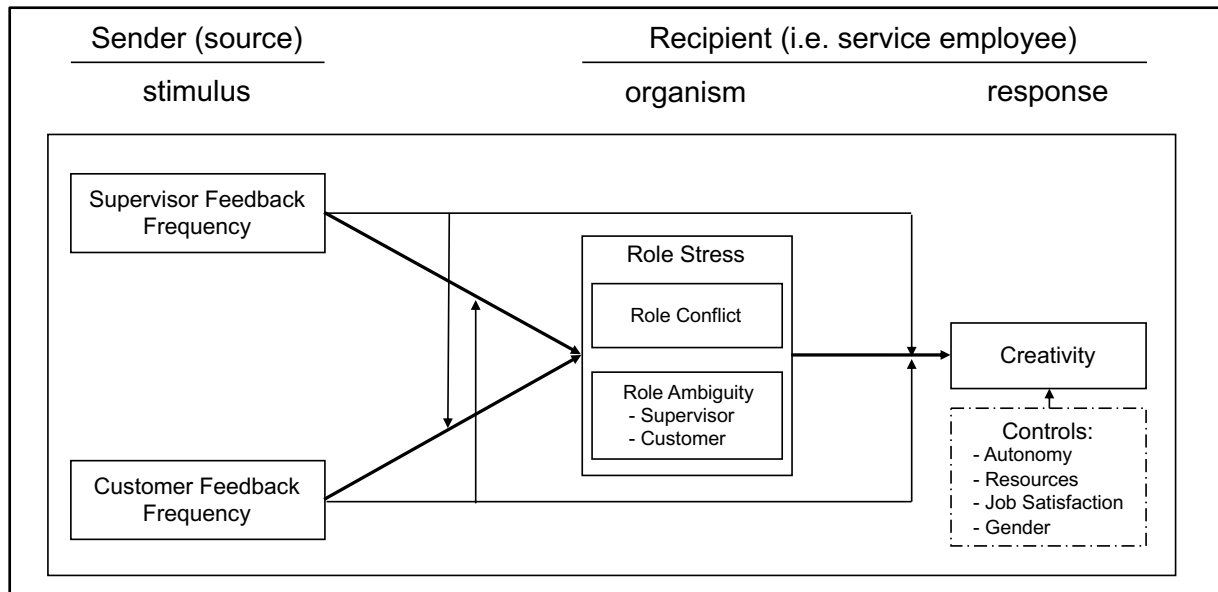 Sender (source)
Recipient (i.e. service employee)
stimulus
organism
response
Supervisor Feedback
Frequency
Role Stress
Role Conflict
Role Ambiguity
- Supervisor
- Customer
Creativity
Customer Feedback
Frequency
Controls:
- Autonomy
- Resources
- Job Satisfaction
- Gender